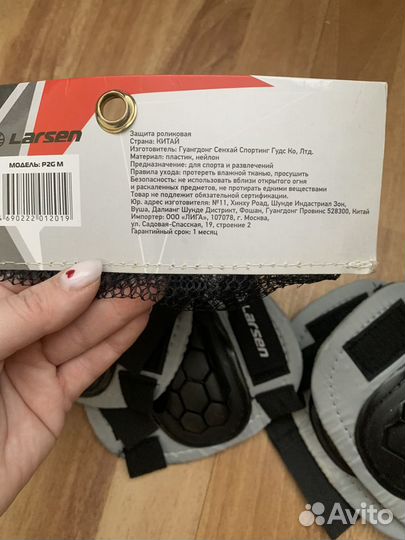 Larsen
МОДЕЛЬ: P2G M
4690222012019
Защита роликовая
Страна: КИТАЙ
Изготовитель: Гуангдонг Сенхай Спортинг Гудс Ко, Лтд.
Материал: пластик, нейлон
Предназначение: для спорта и развлечений
Правила ухода: протереть влажной тканью, просушить
Безопасность: не использовать вблизи открытого огня
и раскаленных предметов, не протирать едкими веществами
Товар не подлежит обязательной сертификации.
Юр. адрес изготовителя: №11, Хинху Роад, Шунде Индастриал Зон,
Вуша, Далианг Шунде Дистрикт, Фошан, Гуангдонг Провинс 528300, Китай
Импортер: ООО «ЛИГА», 107078, г. Москва,
ул. Садовая-Спасская, 19, строение 2
Гарантийный срок: 1 месяц
Larsen
Avito